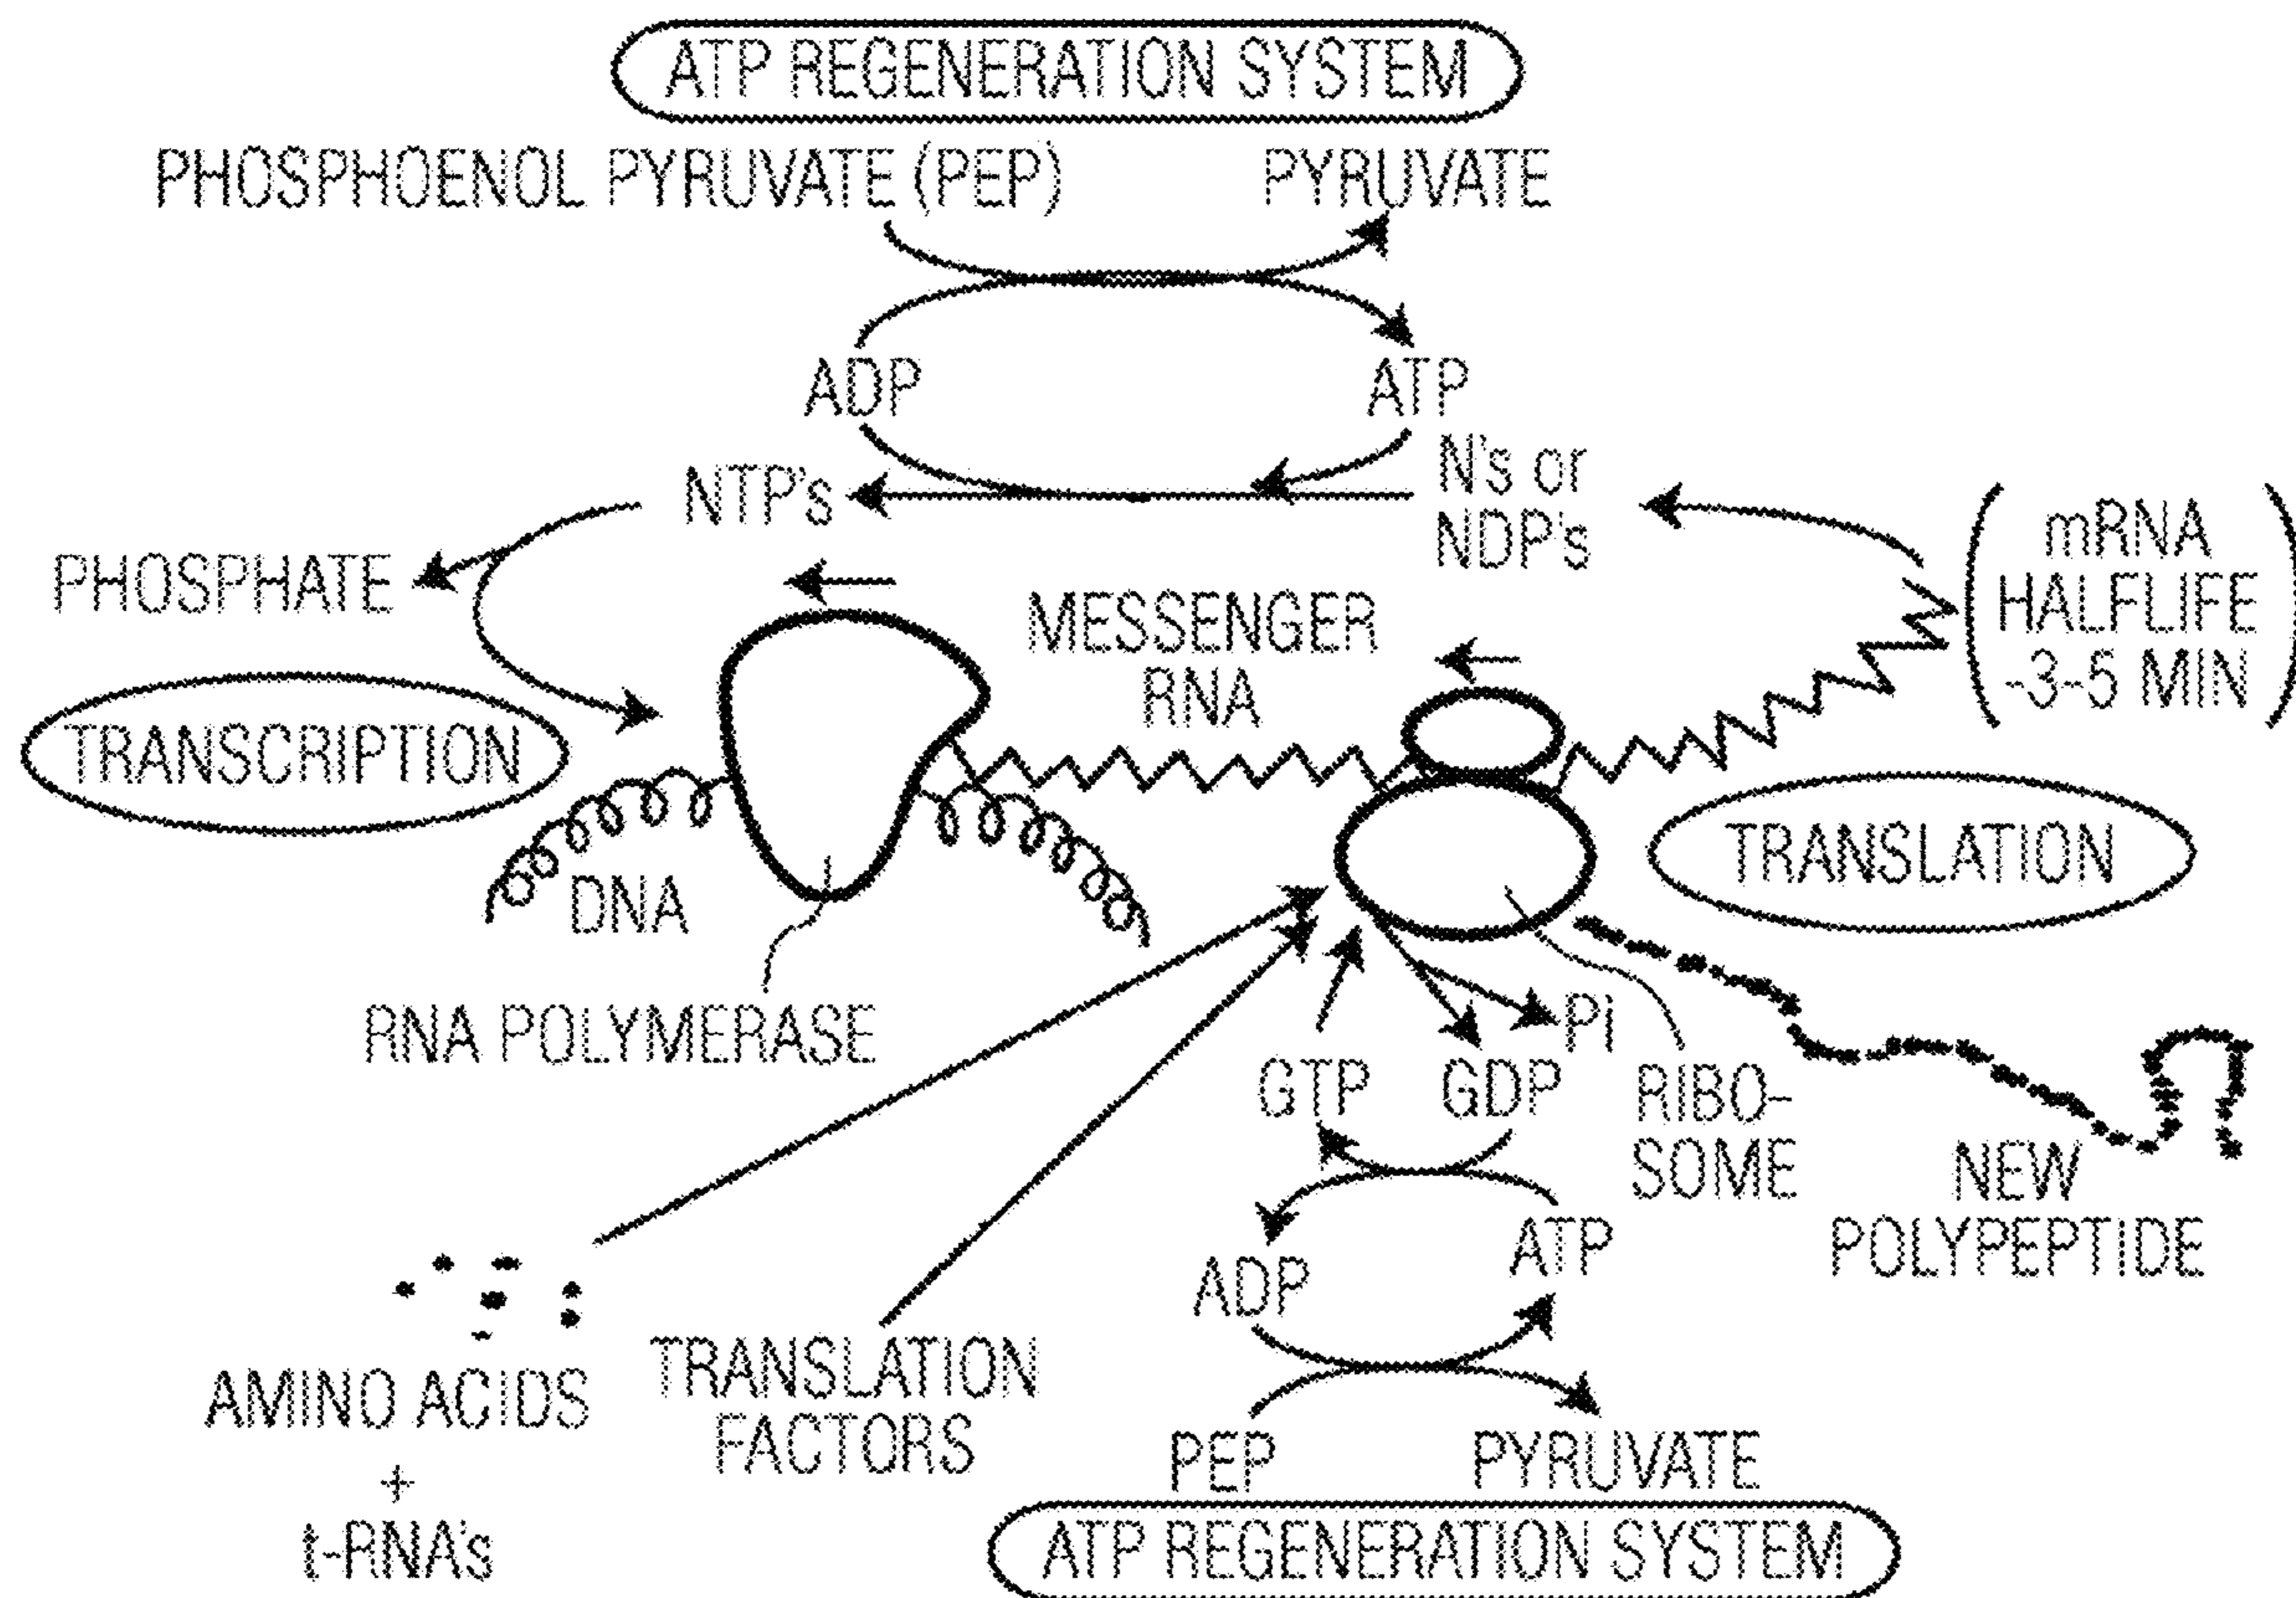 ATP REGENERATION SYSTEM
PHOSPHOENOL PYRUVATE (PEP)
PYRUVATE
ADP
ATP
NTP's
N's or
NDP's
mRNA
HALFLIFE
~3-5 MIN
PHOSPHATE
MESSENGER
RNA
TRANSCRIPTION
TRANSLATION
DNA
RNA POLYMERASE
Pi
GTP
GDP
RIBO-
SOME
NEW
POLYPEPTIDE
ADP
ATP
AMINO ACIDS
+
t-RNA's
TRANSLATION
FACTORS
PEP
PYRUVATE
ATP REGENERATION SYSTEM